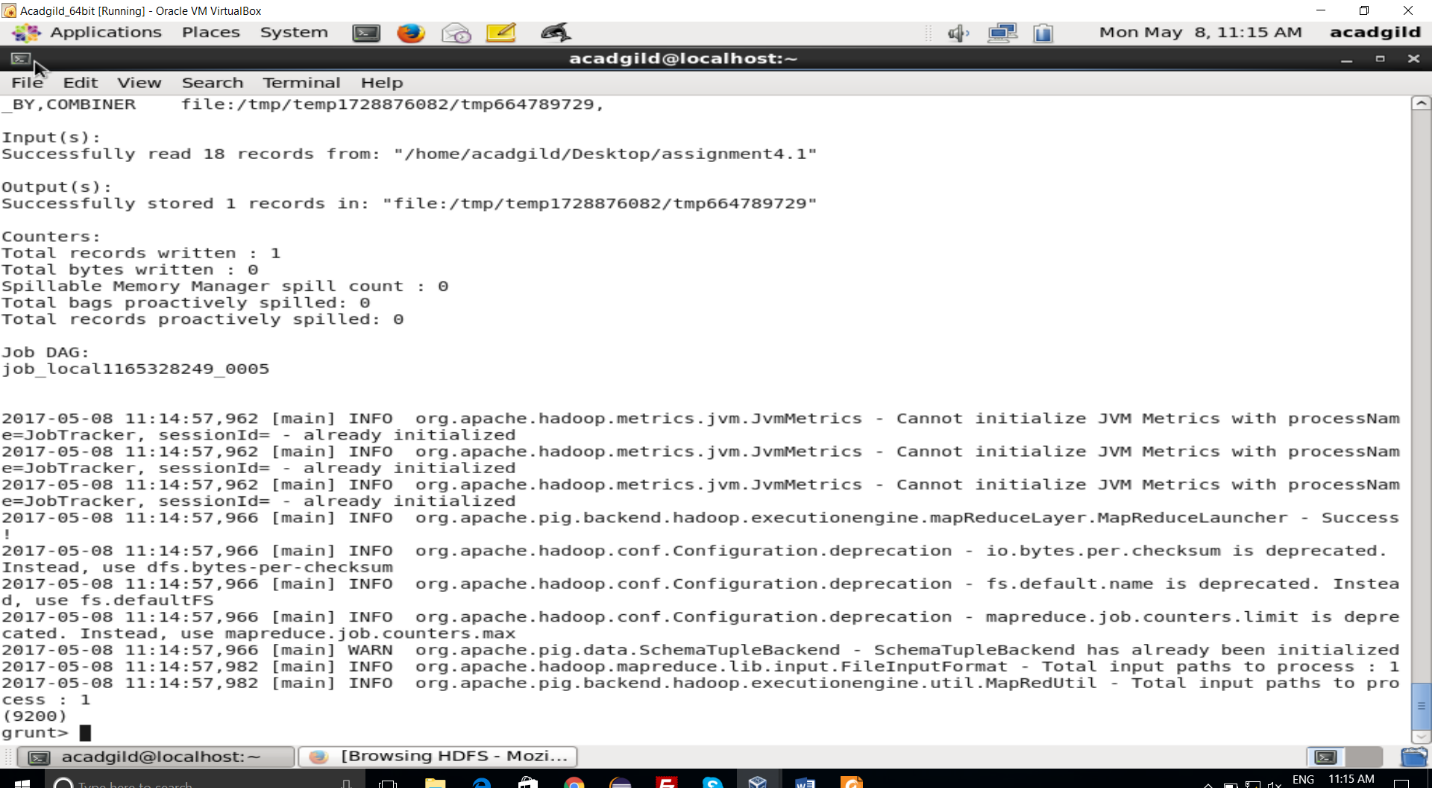 Acadgild_64bit [Running] - Oracle VM VirtualBox
Applications Places System Mon May 8, 11:15 AM acadgild
acadgild@localhost:~
File Edit View Search Terminal Help
_BY,COMBINER    file:/tmp/temp1728876082/tmp664789729,
Input(s):
Successfully read 18 records from: "/home/acadgild/Desktop/assignment4.1"
Output(s):
Successfully stored 1 records in: "file:/tmp/temp1728876082/tmp664789729"
Counters:
Total records written : 1
Total bytes written : 0
Spillable Memory Manager spill count : 0
Total bags proactively spilled: 0
Total records proactively spilled: 0
Job DAG:
job_local1165328249_0005
2017-05-08 11:14:57,962 [main] INFO  org.apache.hadoop.metrics.jvm.JvmMetrics - Cannot initialize JVM Metrics with processNam
e=JobTracker, sessionId= - already initialized
2017-05-08 11:14:57,962 [main] INFO  org.apache.hadoop.metrics.jvm.JvmMetrics - Cannot initialize JVM Metrics with processNam
e=JobTracker, sessionId= - already initialized
2017-05-08 11:14:57,962 [main] INFO  org.apache.hadoop.metrics.jvm.JvmMetrics - Cannot initialize JVM Metrics with processNam
e=JobTracker, sessionId= - already initialized
2017-05-08 11:14:57,966 [main] INFO  org.apache.pig.backend.hadoop.executionengine.mapReduceLayer.MapReduceLauncher - Success
!
2017-05-08 11:14:57,966 [main] INFO  org.apache.hadoop.conf.Configuration.deprecation - io.bytes.per.checksum is deprecated.
Instead, use dfs.bytes-per-checksum
2017-05-08 11:14:57,966 [main] INFO  org.apache.hadoop.conf.Configuration.deprecation - fs.default.name is deprecated. Instea
d, use fs.defaultFS
2017-05-08 11:14:57,966 [main] INFO  org.apache.hadoop.conf.Configuration.deprecation - mapreduce.job.counters.limit is depre
cated. Instead, use mapreduce.job.counters.max
2017-05-08 11:14:57,966 [main] WARN  org.apache.pig.data.SchemaTupleBackend - SchemaTupleBackend has already been initialized
2017-05-08 11:14:57,982 [main] INFO  org.apache.hadoop.mapreduce.lib.input.FileInputFormat - Total input paths to process : 1
2017-05-08 11:14:57,982 [main] INFO  org.apache.pig.backend.hadoop.executionengine.util.MapRedUtil - Total input paths to pro
cess : 1
(9200)
grunt>
acadgild@localhost:~ [Browsing HDFS - Mozi...
Type here to search ENG 11:15 AM